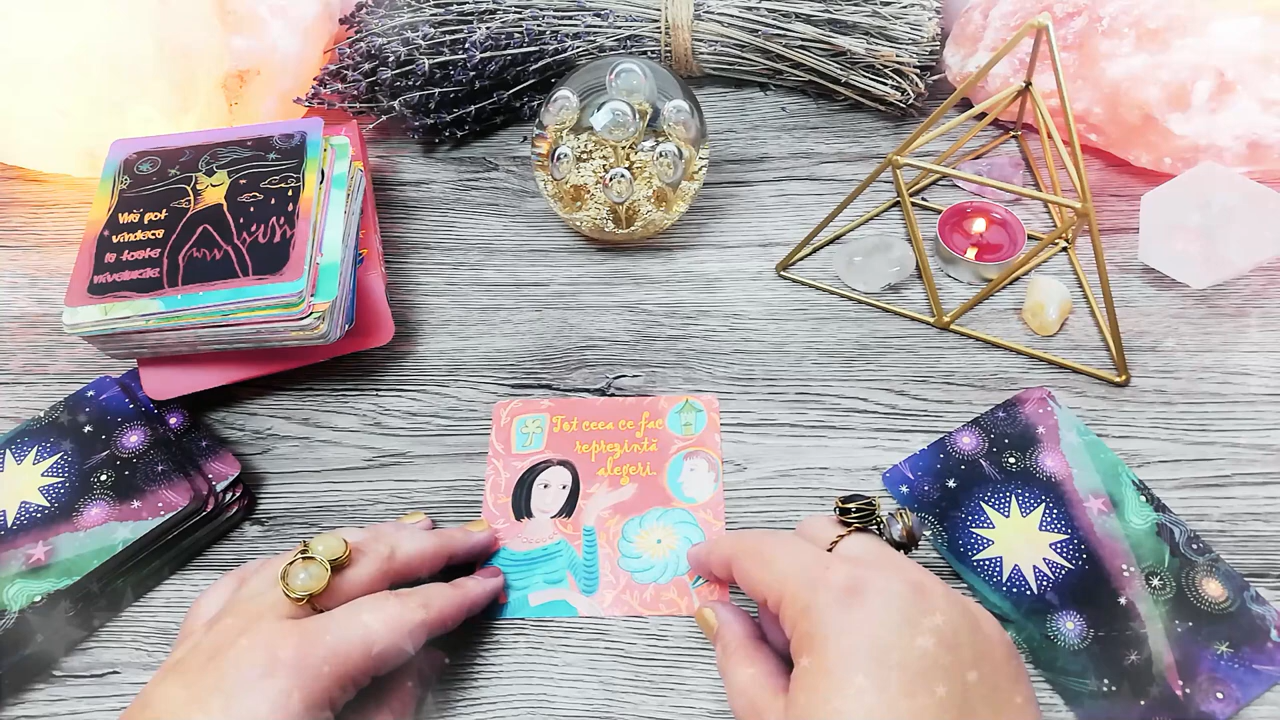 Mă pot
vindeca
la toate
nivelurile.
Tot ceea ce fac
reprezintă
alegeri.